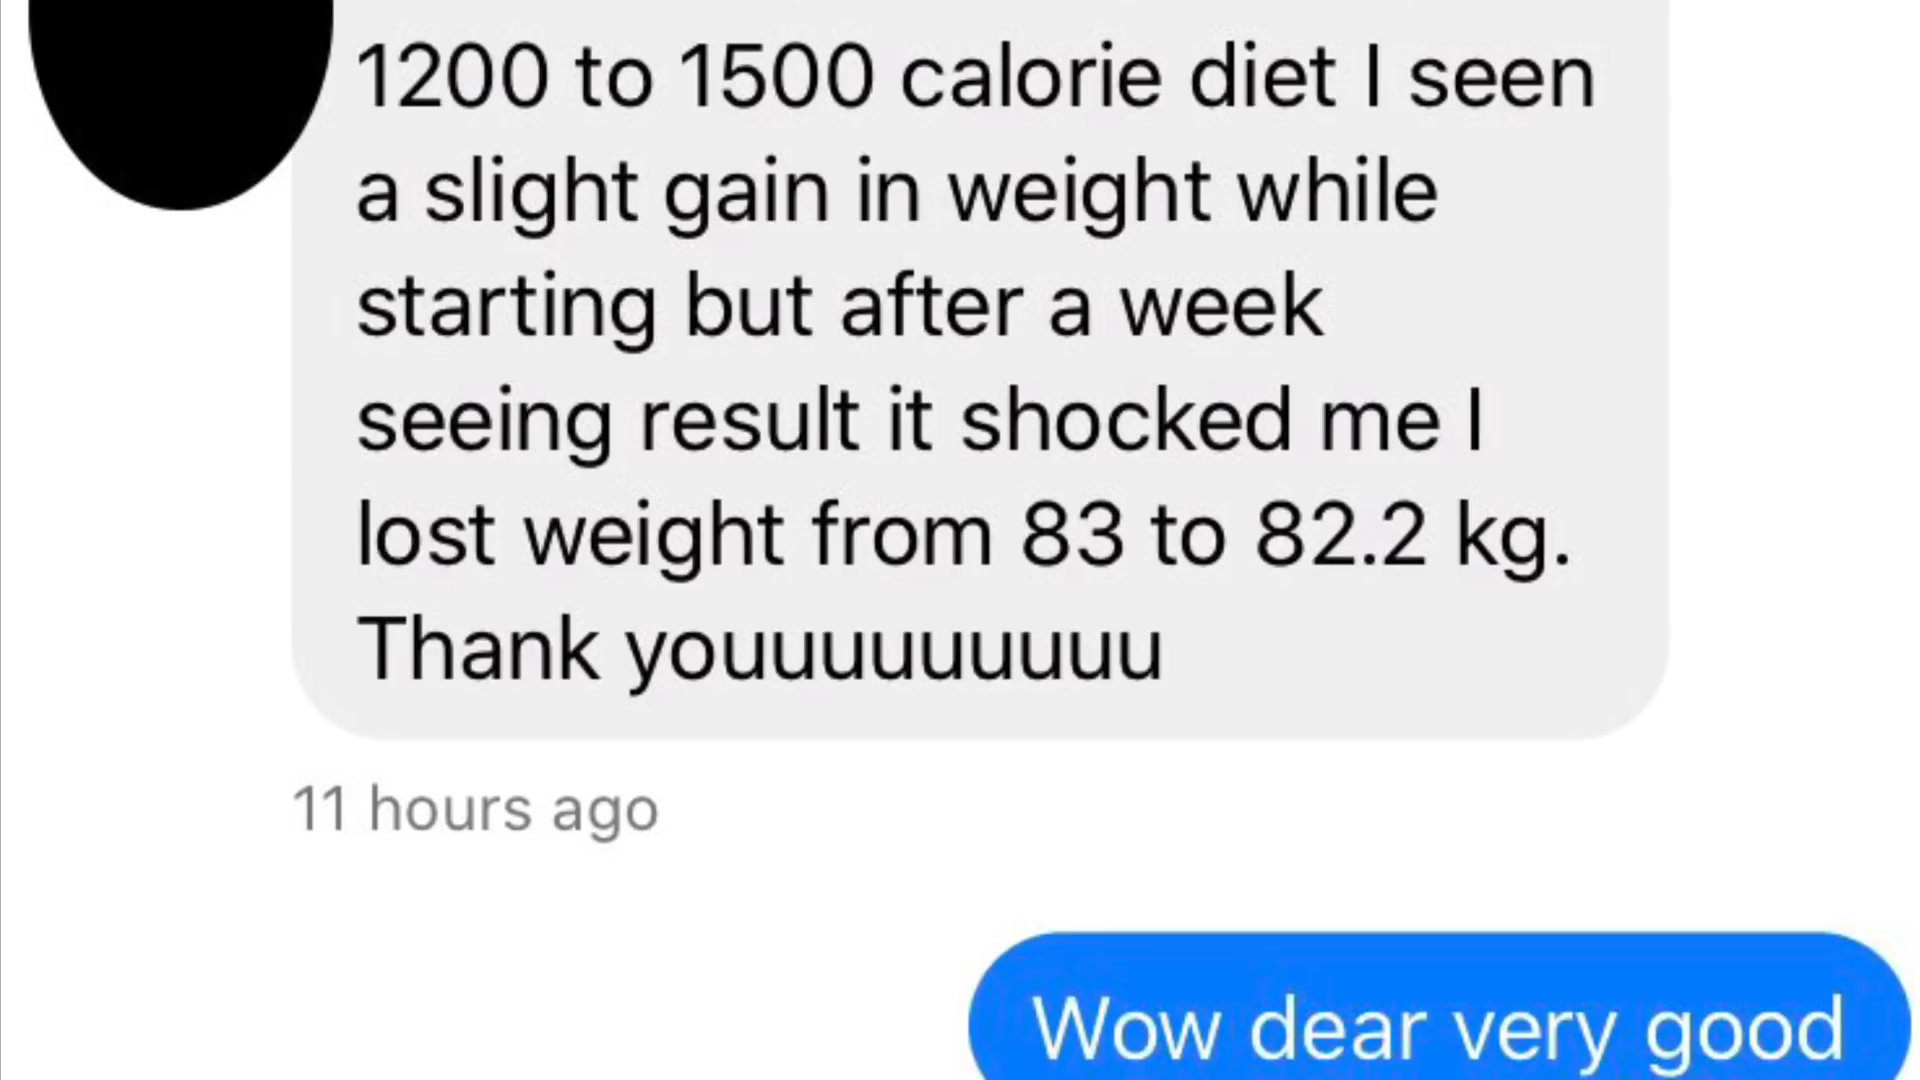 1200 to 1500 calorie diet I seen
a slight gain in weight while
starting but after a week
seeing result it shocked me I
lost weight from 83 to 82.2 kg.
Thank youuuuuuuuuu
11 hours ago
Wow dear very good